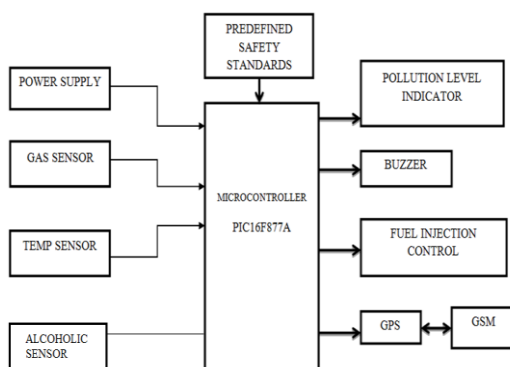 PREDEFINED
SAFETY
STANDARDS
POWER SUPPLY
GAS SENSOR
TEMP SENSOR
ALCOHOLIC
SENSOR
MICROCONTROLLER
PIC16F877A
POLLUTION LEVEL
INDICATOR
BUZZER
FUEL INJECTION
CONTROL
GPS
GSM